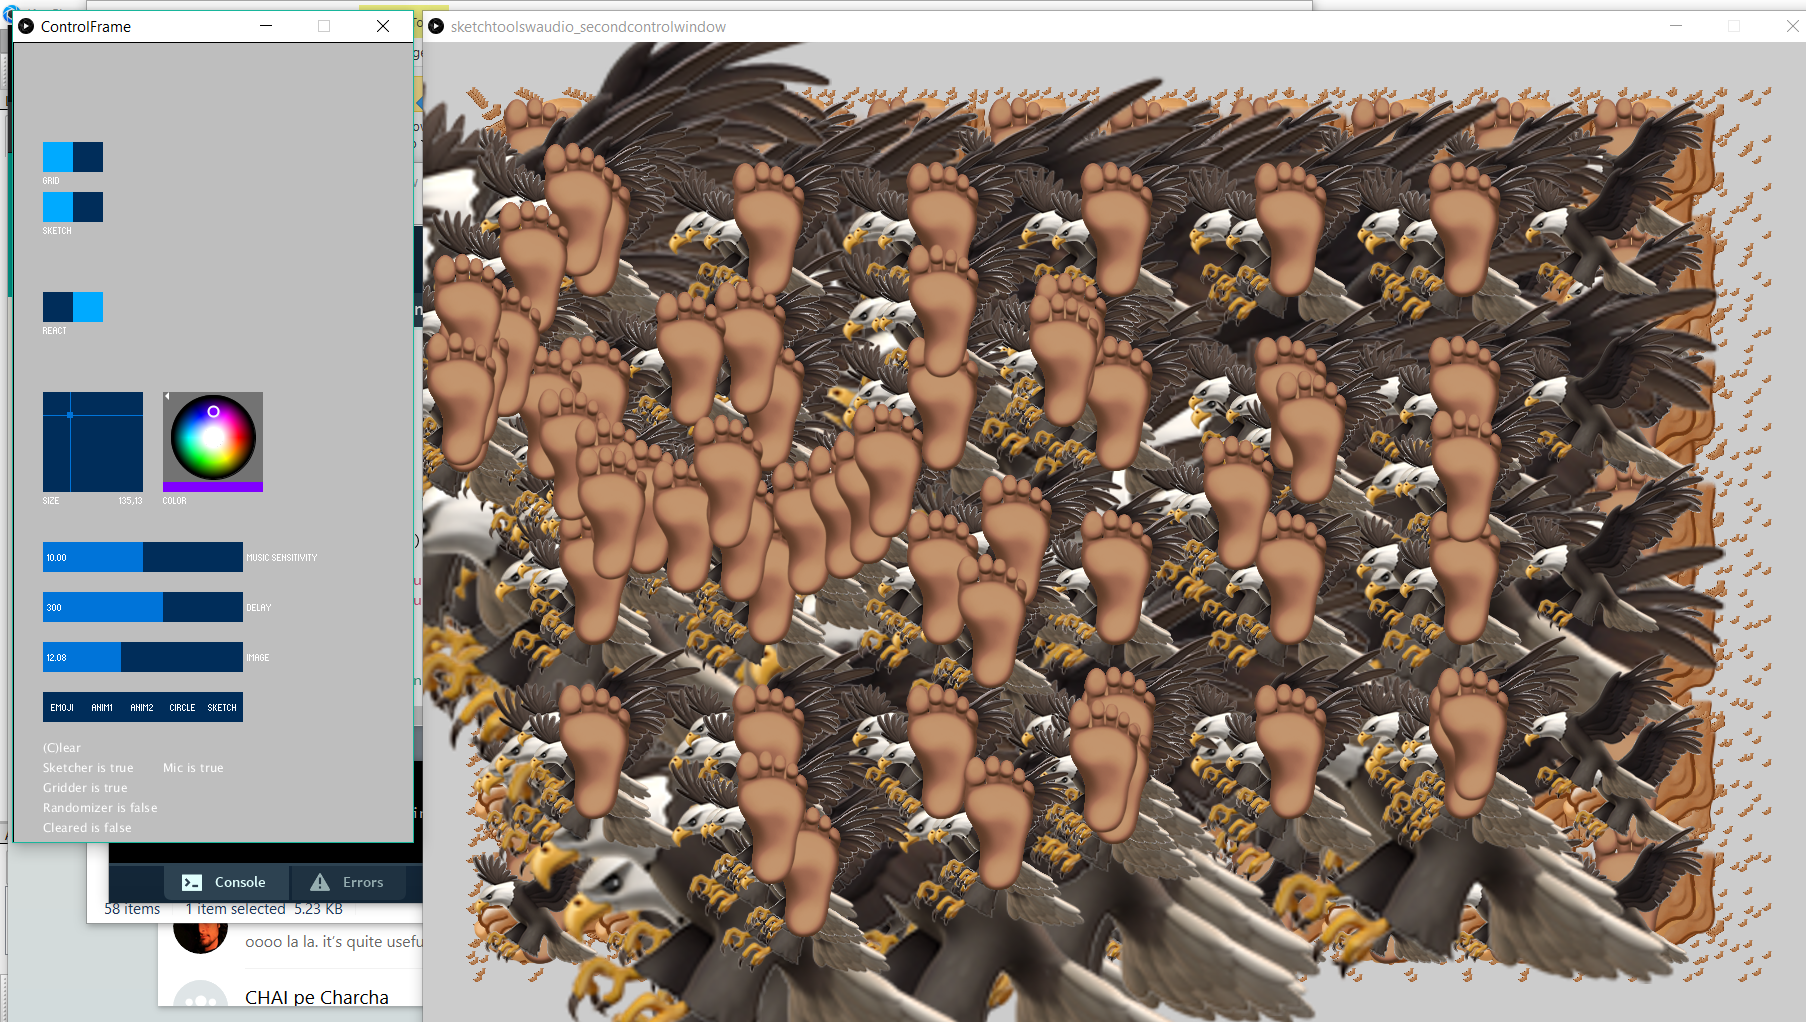 ControlFrame
sketchtoolswaudio_secondcontrolwindow
GRID
SKETCH
REACT
SIZE 135,13 COLOR
10.00 MUSIC SENSITIVITY
300 DELAY
12.08 IMAGE
EMOJI ANIM1 ANIM2 CIRCLE SKETCH
(C)lear
Sketcher is true Mic is true
Gridder is true
Randomizer is false
Cleared is false
Console Errors
58 items 1 item selected 5.23 KB
oooo la la. it's quite usefu
CHAI pe Charcha